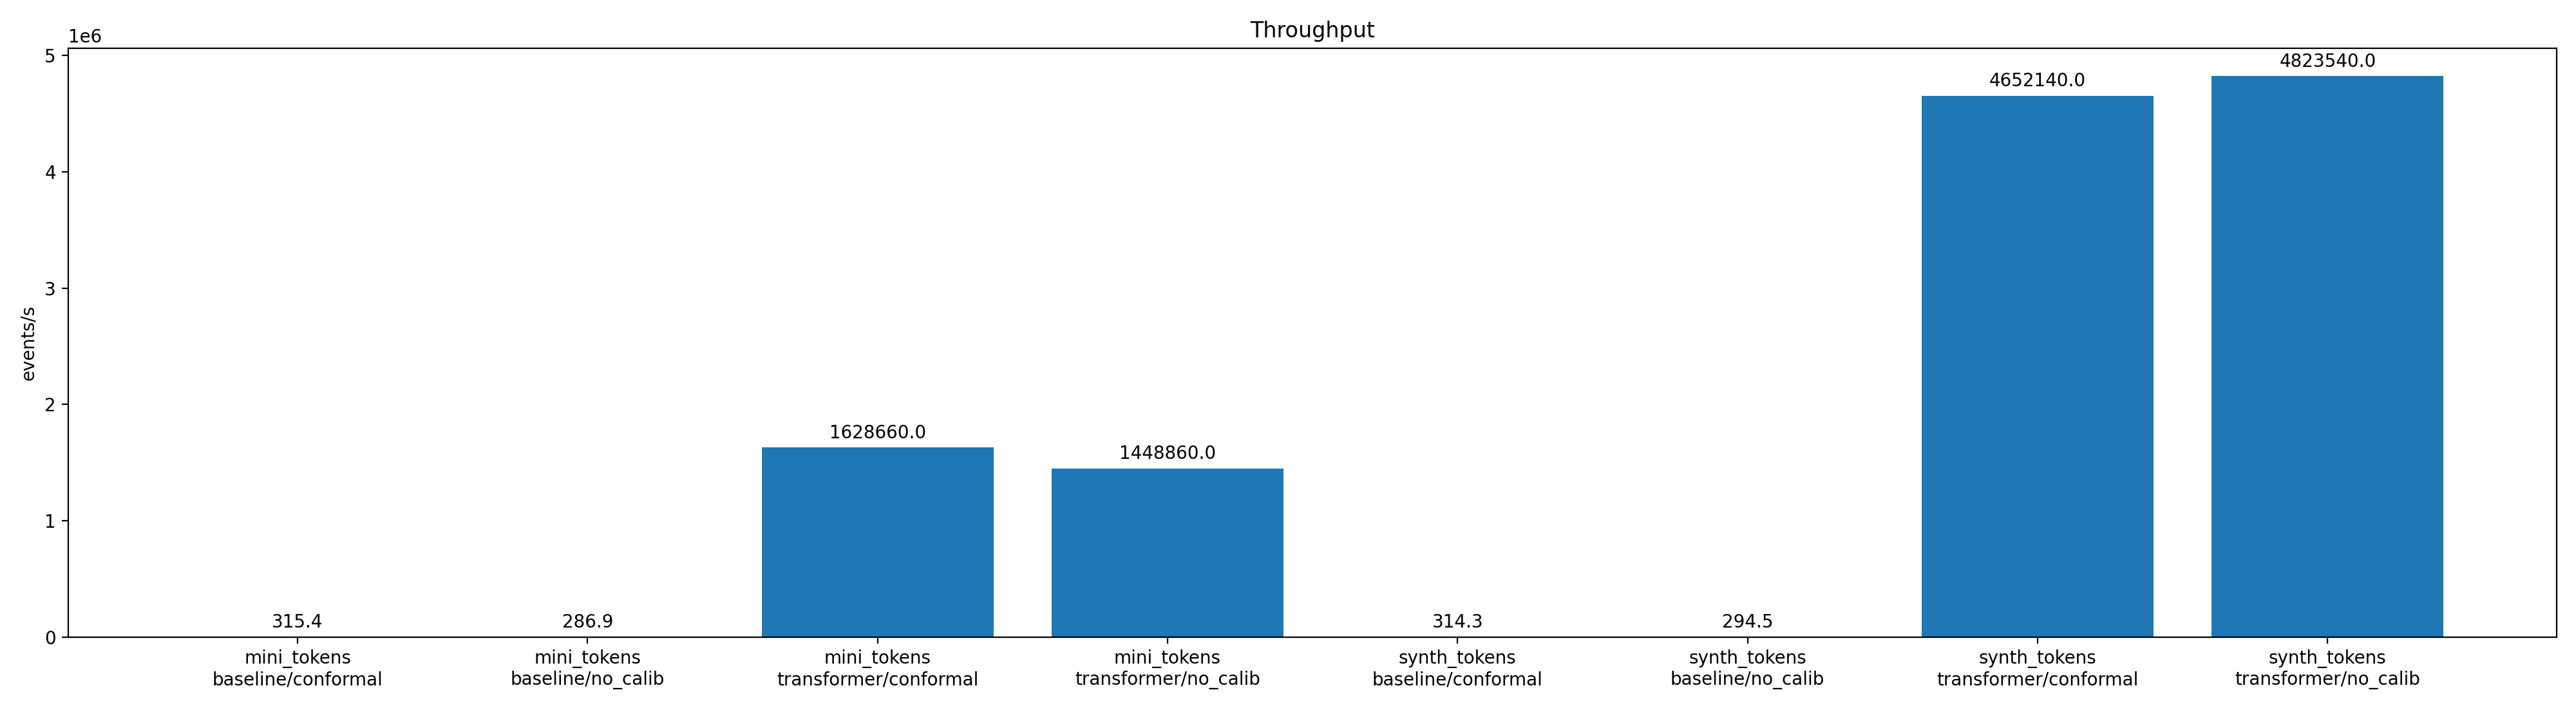 Throughput
1e6
5
4
3
2
1
0
events/s
315.4
286.9
1628660.0
1448860.0
314.3
294.5
4652140.0
4823540.0
mini_tokens
baseline/conformal
mini_tokens
baseline/no_calib
mini_tokens
transformer/conformal
mini_tokens
transformer/no_calib
synth_tokens
baseline/conformal
synth_tokens
baseline/no_calib
synth_tokens
transformer/conformal
synth_tokens
transformer/no_calib